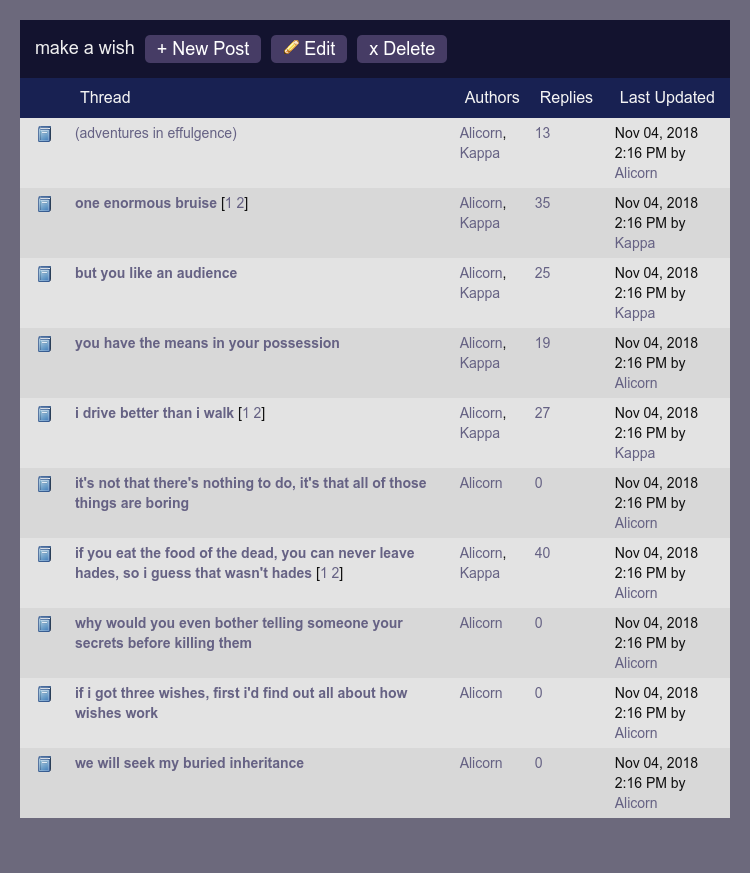 make a wish + New Post Edit x Delete
Thread Authors Replies Last Updated
(adventures in effulgence) Alicorn, 13 Nov 04, 2018
Kappa 2:16 PM by
Alicorn
one enormous bruise [1 2] Alicorn, 35 Nov 04, 2018
Kappa 2:16 PM by
Kappa
but you like an audience Alicorn, 25 Nov 04, 2018
Kappa 2:16 PM by
Kappa
you have the means in your possession Alicorn, 19 Nov 04, 2018
Kappa 2:16 PM by
Alicorn
i drive better than i walk [1 2] Alicorn, 27 Nov 04, 2018
Kappa 2:16 PM by
Kappa
it's not that there's nothing to do, it's that all of those Alicorn 0 Nov 04, 2018
things are boring 2:16 PM by
Alicorn
if you eat the food of the dead, you can never leave Alicorn, 40 Nov 04, 2018
hades, so i guess that wasn't hades [1 2] Kappa 2:16 PM by
Alicorn
why would you even bother telling someone your Alicorn 0 Nov 04, 2018
secrets before killing them 2:16 PM by
Alicorn
if i got three wishes, first i'd find out all about how Alicorn 0 Nov 04, 2018
wishes work 2:16 PM by
Alicorn
we will seek my buried inheritance Alicorn 0 Nov 04, 2018
2:16 PM by
Alicorn